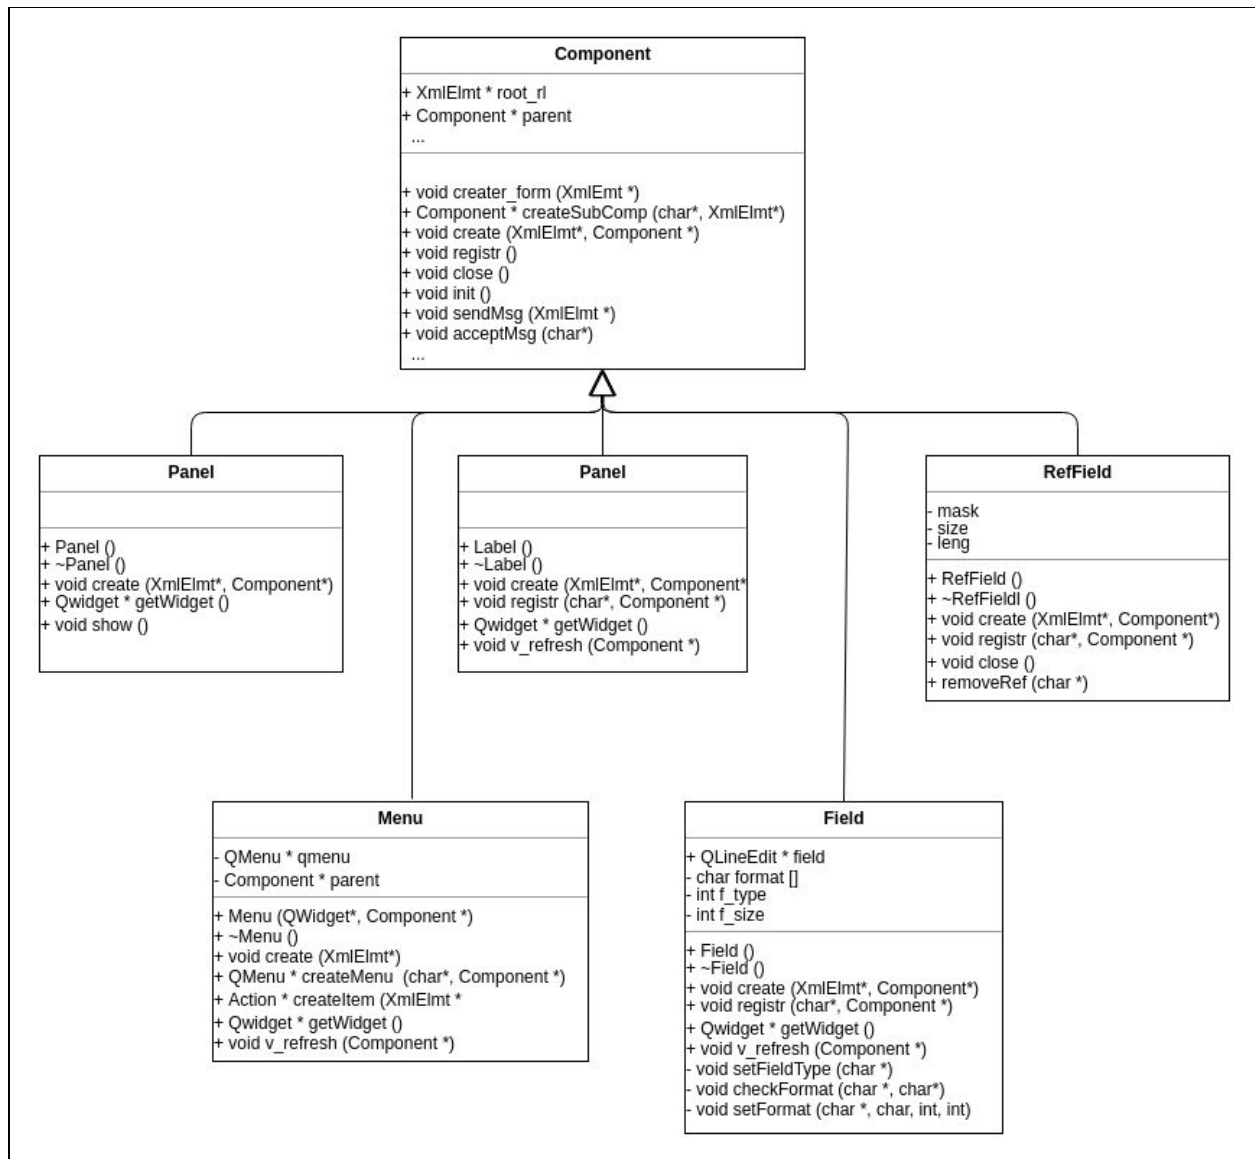 Component
+ XmlElmt * root_rl
+ Component * parent
...
+ void creater_form (XmlEmt *)
+ Component * createSubComp (char*, XmlElmt*)
+ void create (XmlElmt*, Component *)
+ void registr ()
+ void close ()
+ void init ()
+ void sendMsg (XmlElmt *)
+ void acceptMsg (char*)
...
Panel
+ Panel ()
+ ~Panel ()
+ void create (XmlElmt*, Component*)
+ Qwidget * getWidget ()
+ void show ()
Panel
+ Label ()
+ ~Label ()
+ void create (XmlElmt*, Component*
+ void registr (char*, Component *)
+ Qwidget * getWidget ()
+ void v_refresh (Component *)
RefField
- mask
- size
- leng
+ RefField ()
+ ~RefFieldl ()
+ void create (XmlElmt*, Component*)
+ void registr (char*, Component *)
+ void close ()
+ removeRef (char *)
Menu
- QMenu * qmenu
- Component * parent
+ Menu (QWidget*, Component *)
+ ~Menu ()
+ void create (XmlElmt*)
+ QMenu * createMenu (char*, Component *)
+ Action * createItem (XmlElmt *
+ Qwidget * getWidget ()
+ void v_refresh (Component *)
Field
+ QLineEdit * field
- char format []
- int f_type
- int f_size
+ Field ()
+ ~Field ()
+ void create (XmlElmt*, Component*)
+ void registr (char*, Component *)
+ Qwidget * getWidget ()
+ void v_refresh (Component *)
- void setFieldType (char *)
- void checkFormat (char *, char*)
- void setFormat (char *, char, int, int)